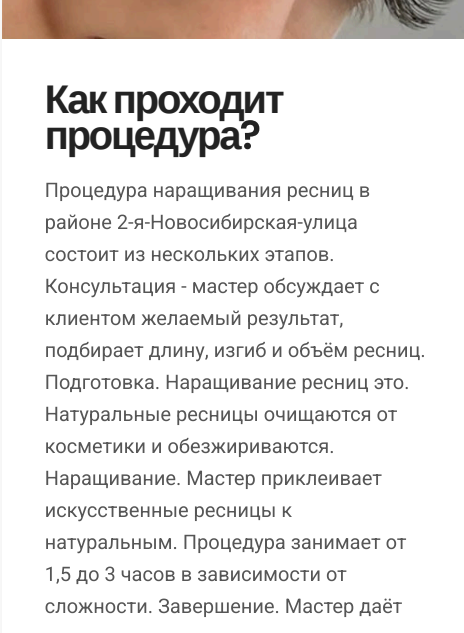 Как проходит
процедура?
Процедура наращивания ресниц в
районе 2-я-Новосибирская-улица
состоит из нескольких этапов.
Консультация - мастер обсуждает с
клиентом желаемый результат,
подбирает длину, изгиб и объём ресниц.
Подготовка. Наращивание ресниц это.
Натуральные ресницы очищаются от
косметики и обезжириваются.
Наращивание. Мастер приклеивает
искусственные ресницы к
натуральным. Процедура занимает от
1,5 до 3 часов в зависимости от
сложности. Завершение. Мастер даёт